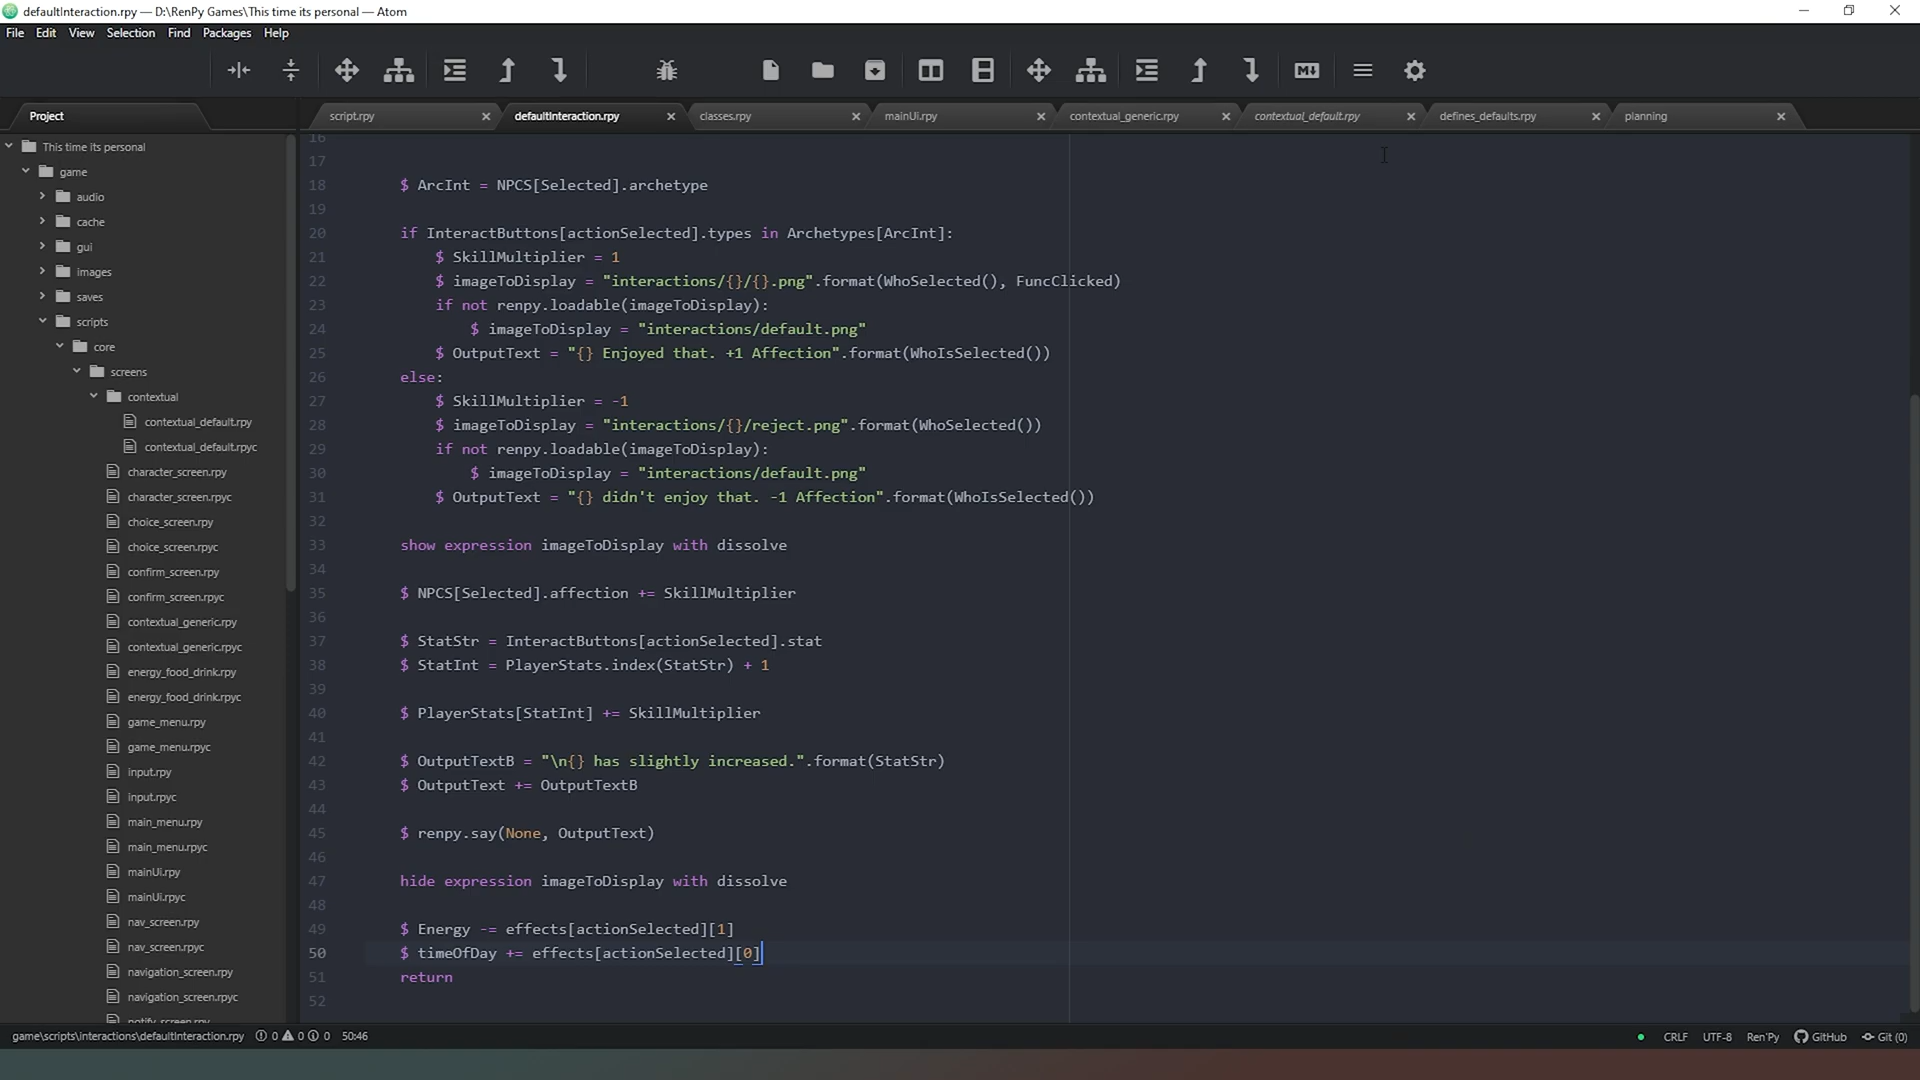 defaultInteraction.rpy — D:\RenPy Games\This time its personal — Atom
File Edit View Selection Find Packages Help
Project
script.rpy
defaultInteraction.rpy
classes.rpy
mainUi.rpy
contextual_generic.rpy
contextual_default.rpy
defines_defaults.rpy
planning
This time its personal
game
audio
cache
gui
images
saves
scripts
core
screens
contextual
contextual_default.rpy
contextual_default.rpyc
character_screen.rpy
character_screen.rpyc
choice_screen.rpy
choice_screen.rpyc
confirm_screen.rpy
confirm_screen.rpyc
contextual_generic.rpy
contextual_generic.rpyc
energy_food_drink.rpy
energy_food_drink.rpyc
game_menu.rpy
game_menu.rpyc
input.rpy
input.rpyc
main_menu.rpy
main_menu.rpyc
mainUi.rpy
mainUi.rpyc
nav_screen.rpy
nav_screen.rpyc
navigation_screen.rpy
navigation_screen.rpyc
notify_screen.rpy
16
17
18 $ ArcInt = NPCS[Selected].archetype
19
20 if InteractButtons[actionSelected].types in Archetypes[ArcInt]:
21 $ SkillMultiplier = 1
22 $ imageToDisplay = "interactions/{}/{}.png".format(WhoSelected(), FuncClicked)
23 if not renpy.loadable(imageToDisplay):
24 $ imageToDisplay = "interactions/default.png"
25 $ OutputText = "{} Enjoyed that. +1 Affection".format(WhoIsSelected())
26 else:
27 $ SkillMultiplier = -1
28 $ imageToDisplay = "interactions/{}/reject.png".format(WhoSelected())
29 if not renpy.loadable(imageToDisplay):
30 $ imageToDisplay = "interactions/default.png"
31 $ OutputText = "{} didn't enjoy that. -1 Affection".format(WhoIsSelected())
32
33 show expression imageToDisplay with dissolve
34
35 $ NPCS[Selected].affection += SkillMultiplier
36
37 $ StatStr = InteractButtons[actionSelected].stat
38 $ StatInt = PlayerStats.index(StatStr) + 1
39
40 $ PlayerStats[StatInt] += SkillMultiplier
41
42 $ OutputTextB = "\n{} has slightly increased.".format(StatStr)
43 $ OutputText += OutputTextB
44
45 $ renpy.say(None, OutputText)
46
47 hide expression imageToDisplay with dissolve
48
49 $ Energy -= effects[actionSelected][1]
50 $ timeOfDay += effects[actionSelected][0]
51 return
52
game\scripts\interactions\defaultInteraction.rpy 0 0 0 50:46
CRLF UTF-8 Ren'Py GitHub Git (0)